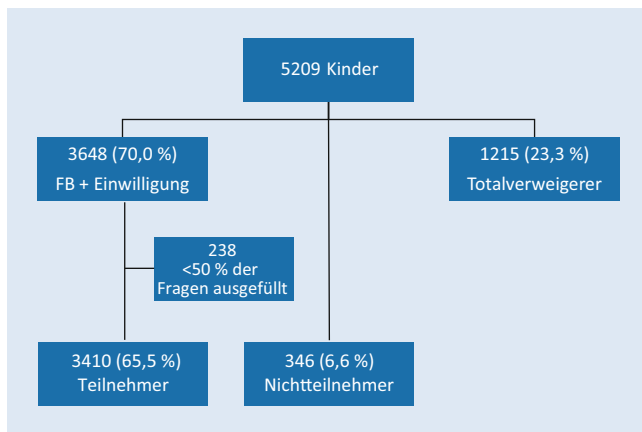 5209 Kinder
3648 (70,0 %)
FB + Einwilligung
1215 (23,3 %)
Totalverweigerer
238
<50 % der
Fragen ausgefüllt
3410 (65,5 %)
Teilnehmer
346 (6,6 %)
Nichtteilnehmer